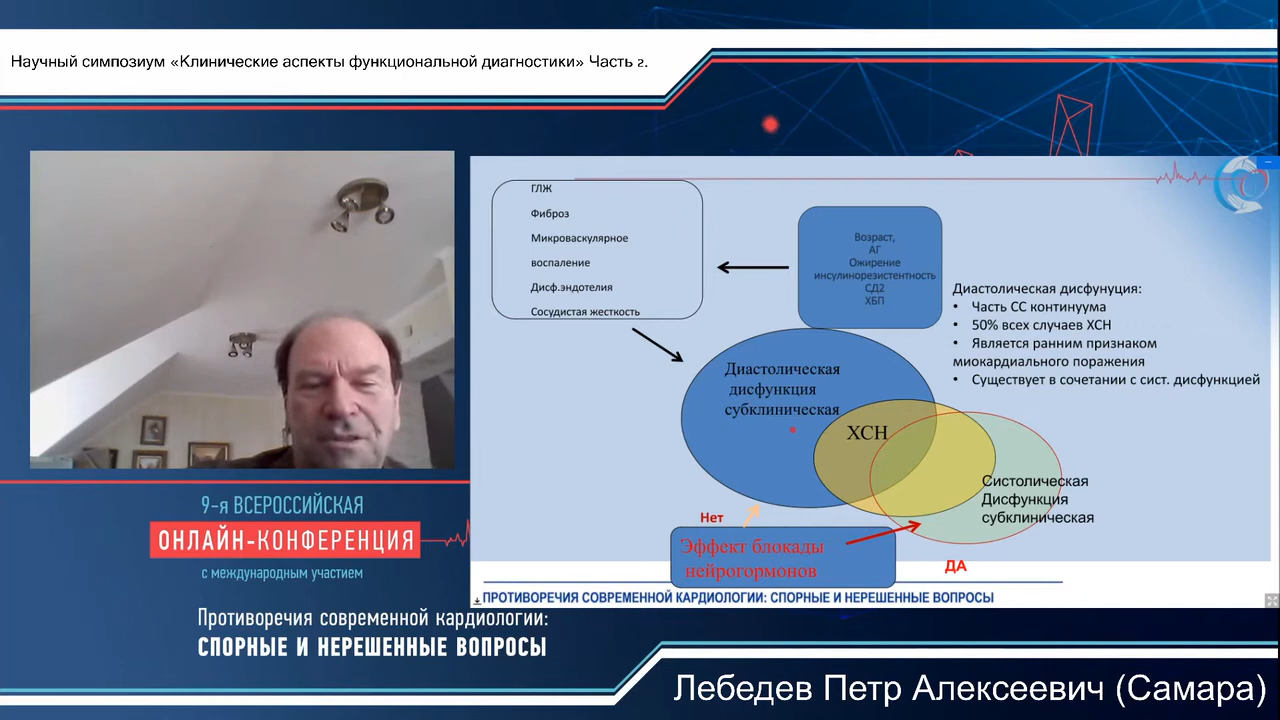 Научный симпозиум «Клинические аспекты функциональной диагностики» Часть 2.
ГЛЖ
Фиброз
Микроваскулярное
воспаление
Дисф.эндотелия
Сосудистая жесткость
Возраст,
АГ
Ожирение
инсулинорезистентность
СД2
ХБП
Диастолическая дисфунуция:
• Часть СС континуума
• 50% всех случаев ХСН
• Является ранним признаком
миокардиального поражения
• Существует в сочетании с сист. дисфункцией
Диастолическая
дисфункция
субклиническая
ХСН
Систолическая
Дисфункция
субклиническая
Нет
Эффект блокады
нейрогормонов
ДА
ПРОТИВОРЕЧИЯ СОВРЕМЕННОЙ КАРДИОЛОГИИ: СПОРНЫЕ И НЕРЕШЕННЫЕ ВОПРОСЫ
9-я ВСЕРОССИЙСКАЯ
ОНЛАЙН-КОНФЕРЕНЦИЯ
с международным участием
Противоречия современной кардиологии:
СПОРНЫЕ И НЕРЕШЕННЫЕ ВОПРОСЫ
Лебедев Петр Алексеевич (Самара)